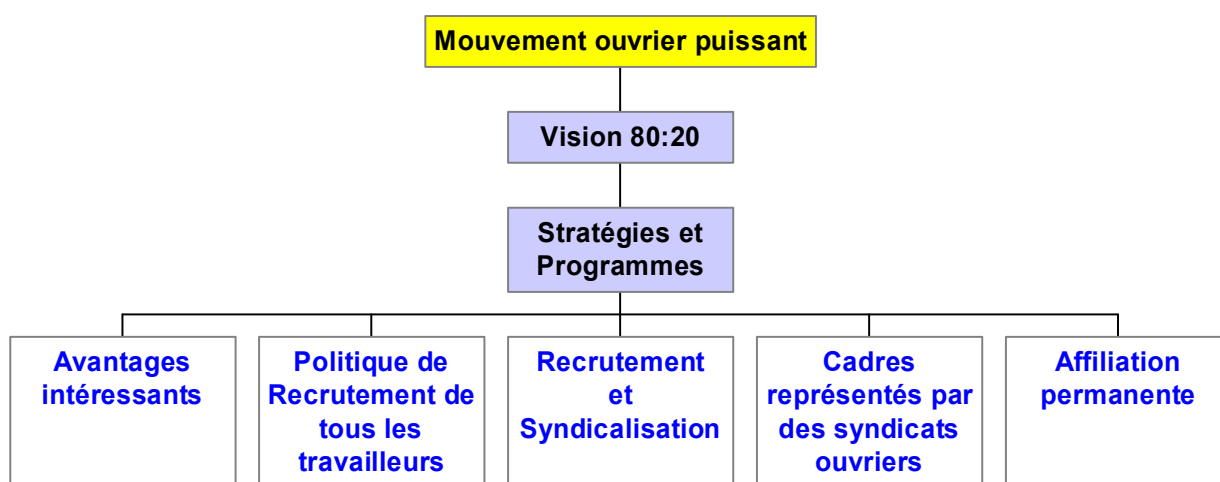 Mouvement ouvrier puissant
Vision 80:20
Stratégies et
Programmes
Avantages
intéressants
Politique de
Recrutement de
tous les
travailleurs
Recrutement
et
Syndicalisation
Cadres
représentés par
des syndicats
ouvriers
Affiliation
permanente